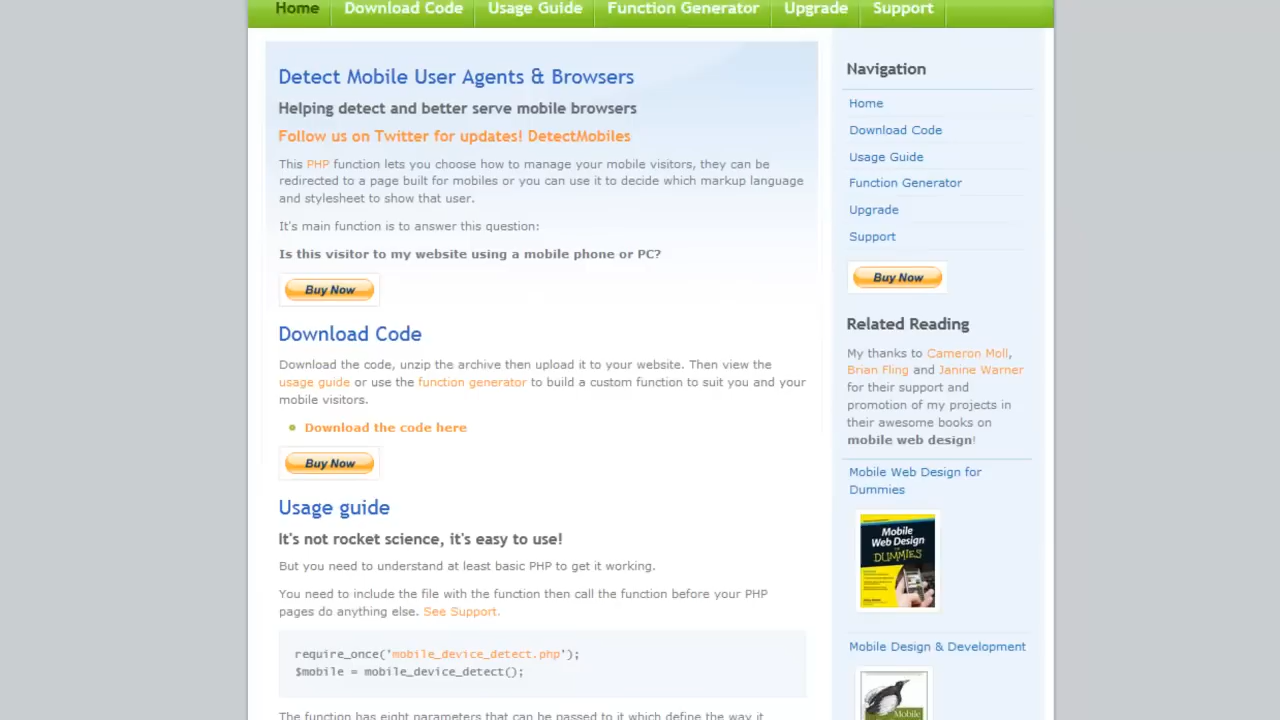 Home Download Code Usage Guide Function Generator Upgrade Support
Detect Mobile User Agents & Browsers
Helping detect and better serve mobile browsers
Follow us on Twitter for updates! DetectMobiles
This PHP function lets you choose how to manage your mobile visitors, they can be
redirected to a page built for mobiles or you can use it to decide which markup language
and stylesheet to show that user.
It's main function is to answer this question:
Is this visitor to my website using a mobile phone or PC?
Buy Now
Download Code
Download the code, unzip the archive then upload it to your website. Then view the
usage guide or use the function generator to build a custom function to suit you and your
mobile visitors.
Download the code here
Buy Now
Usage guide
It's not rocket science, it's easy to use!
But you need to understand at least basic PHP to get it working.
You need to include the file with the function then call the function before your PHP
pages do anything else. See Support.
require_once('mobile_device_detect.php');
$mobile = mobile_device_detect();
The function has eight parameters that can be passed to it which define the way it
Navigation
Home
Download Code
Usage Guide
Function Generator
Upgrade
Support
Buy Now
Related Reading
My thanks to Cameron Moll,
Brian Fling and Janine Warner
for their support and
promotion of my projects in
their awesome books on
mobile web design!
Mobile Web Design for
Dummies
Mobile
Web Design
DUMMIES
Mobile Design & Development
Mobile